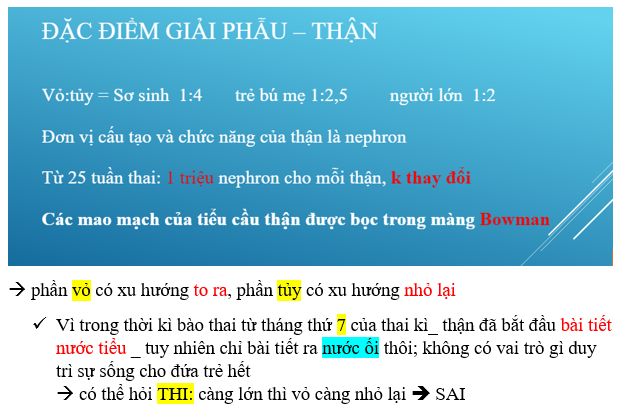 ĐẶC ĐIỂM GIẢI PHẪU – THẬN
Vỏ:tủy = Sơ sinh 1:4 trẻ bú mẹ 1:2,5 người lớn 1:2
Đơn vị cấu tạo và chức năng của thận là nephron
Từ 25 tuần thai: 1 triệu nephron cho mỗi thận, k thay đổi
Các mao mạch của tiểu cầu thận được bọc trong màng Bowman
→ phần vỏ có xu hướng to ra, phần tủy có xu hướng nhỏ lại
✓ Vì trong thời kì bào thai từ tháng thứ 7 của thai kì_ thận đã bắt đầu bài tiết
nước tiểu _ tuy nhiên chỉ bài tiết ra nước ối thôi; không có vai trò gì duy
trì sự sống cho đứa trẻ hết
→ có thể hỏi THI: càng lớn thì vỏ càng nhỏ lại → SAI